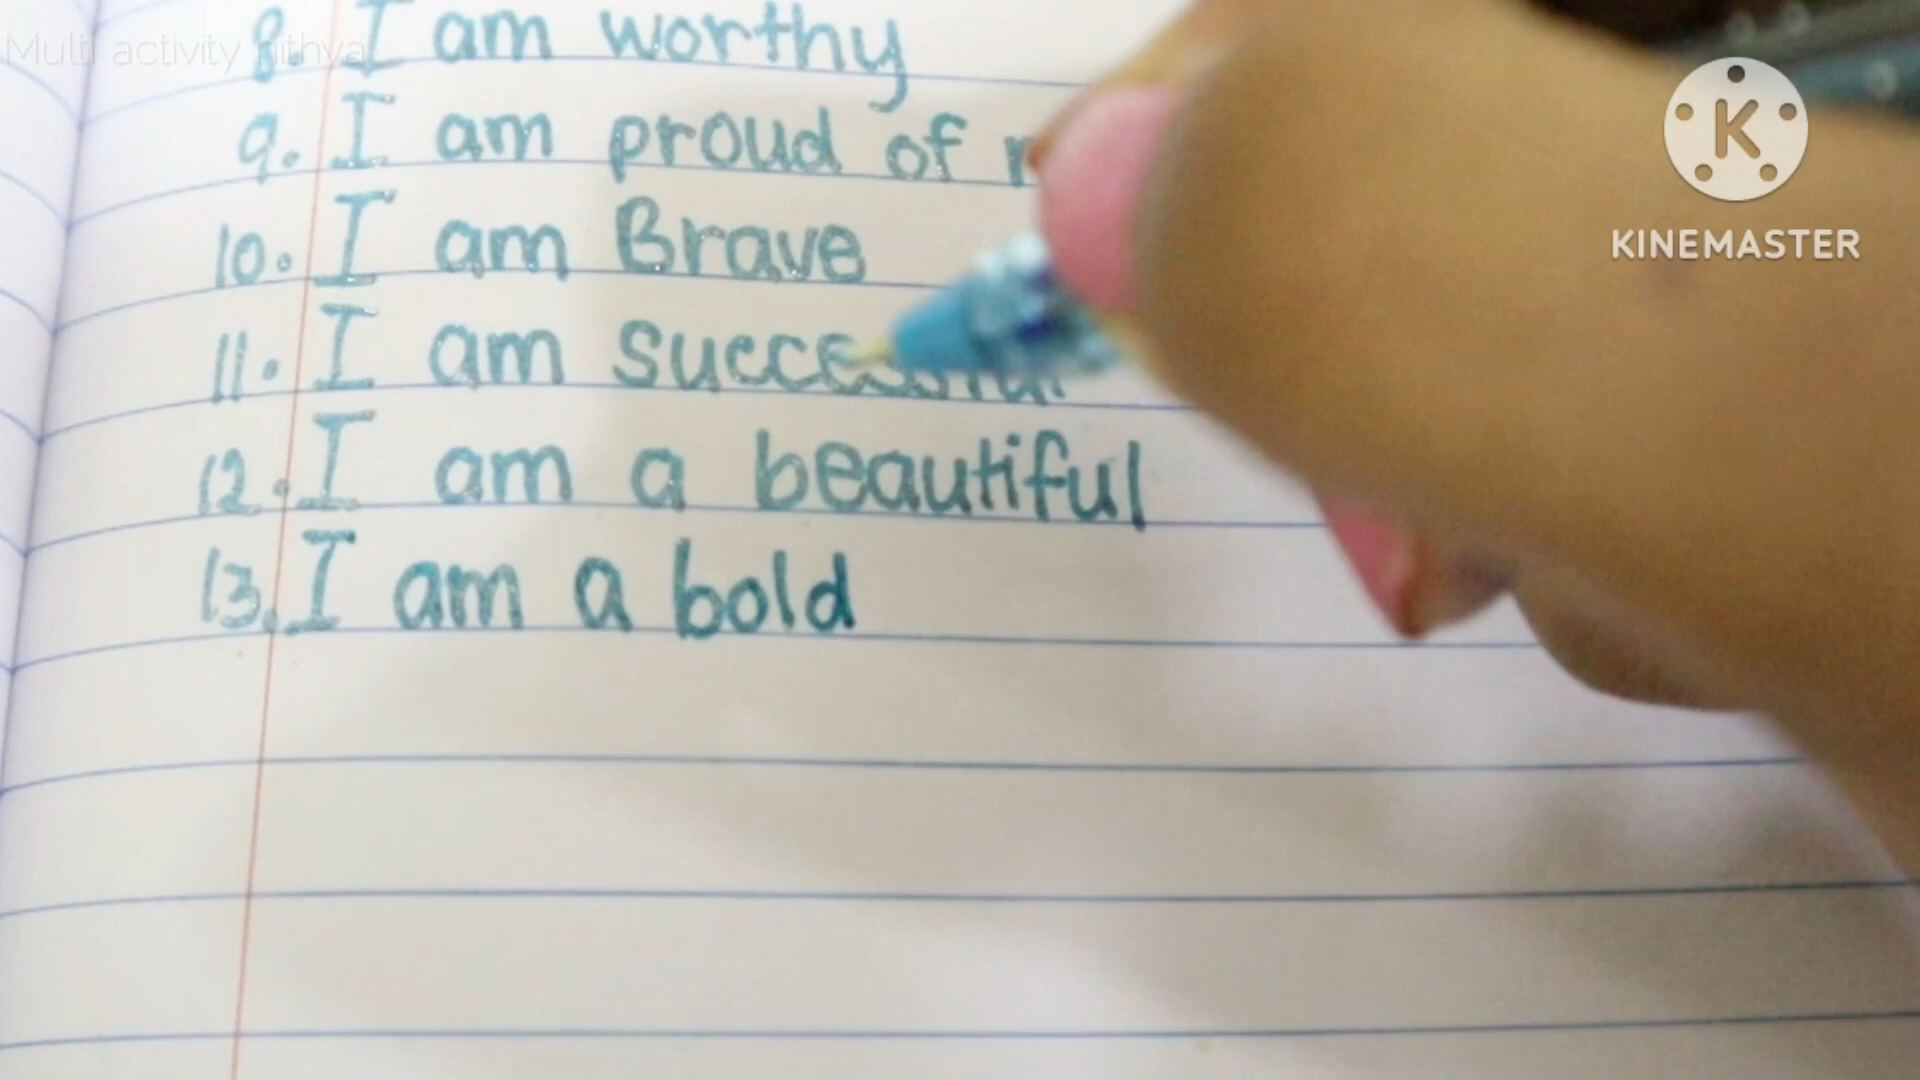 Multi activity nithya
8. I am worthy
9. I am proud of
10. I am Brave
11. I am successful
12. I am a beautiful
13. I am a bold
K
KINEMASTER